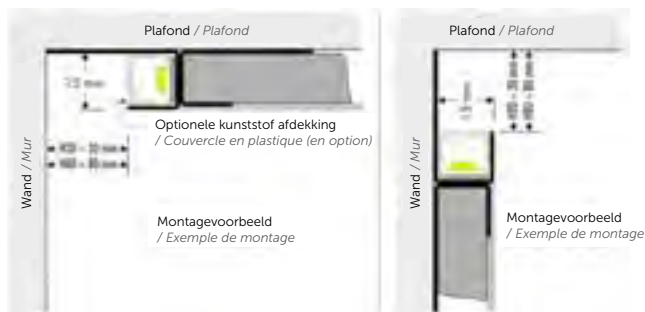 Plafond / Plafond
Optionele kunststof afdekking
/ Couvercle en plastique (en option)
Wand / Mur
Montagevoorbeeld
/ Exemple de montage
Plafond / Plafond
Wand / Mur
Montagevoorbeeld
/ Exemple de montage